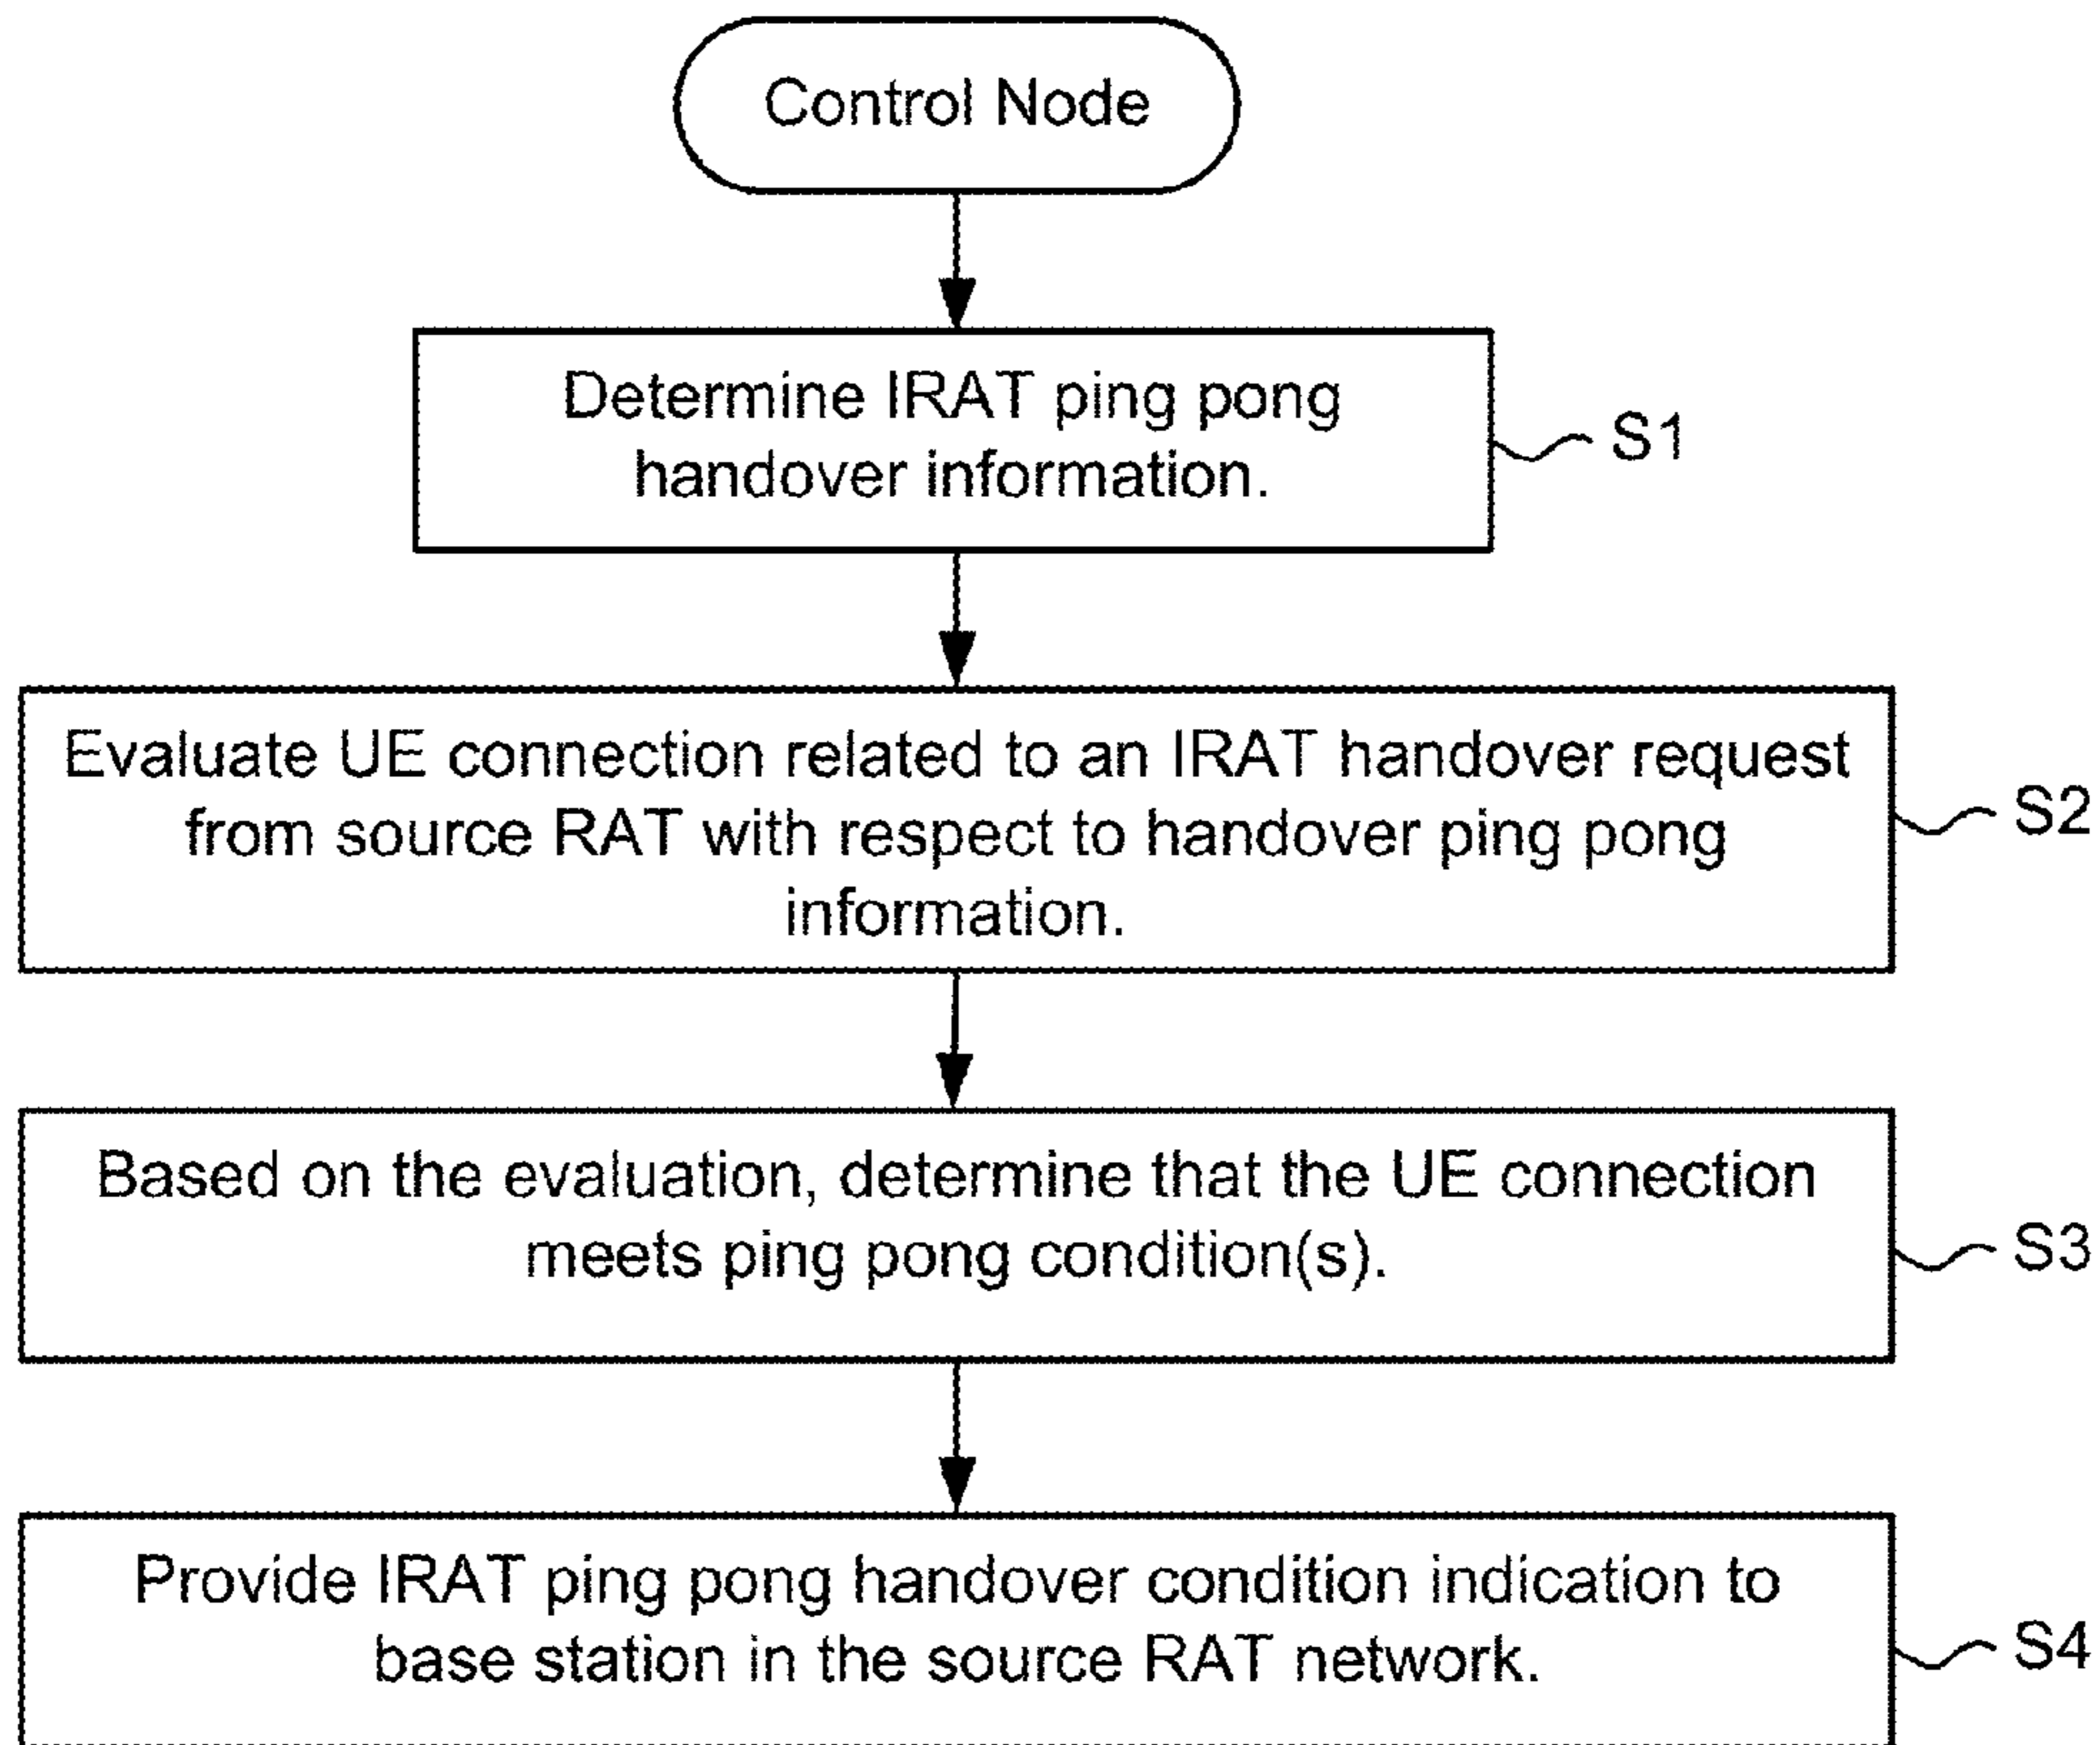 Control Node
Determine IRAT ping pong
handover information.
S1
Evaluate UE connection related to an IRAT handover request
from source RAT with respect to handover ping pong
information.
S2
Based on the evaluation, determine that the UE connection
meets ping pong condition(s).
S3
Provide IRAT ping pong handover condition indication to
base station in the source RAT network.
S4